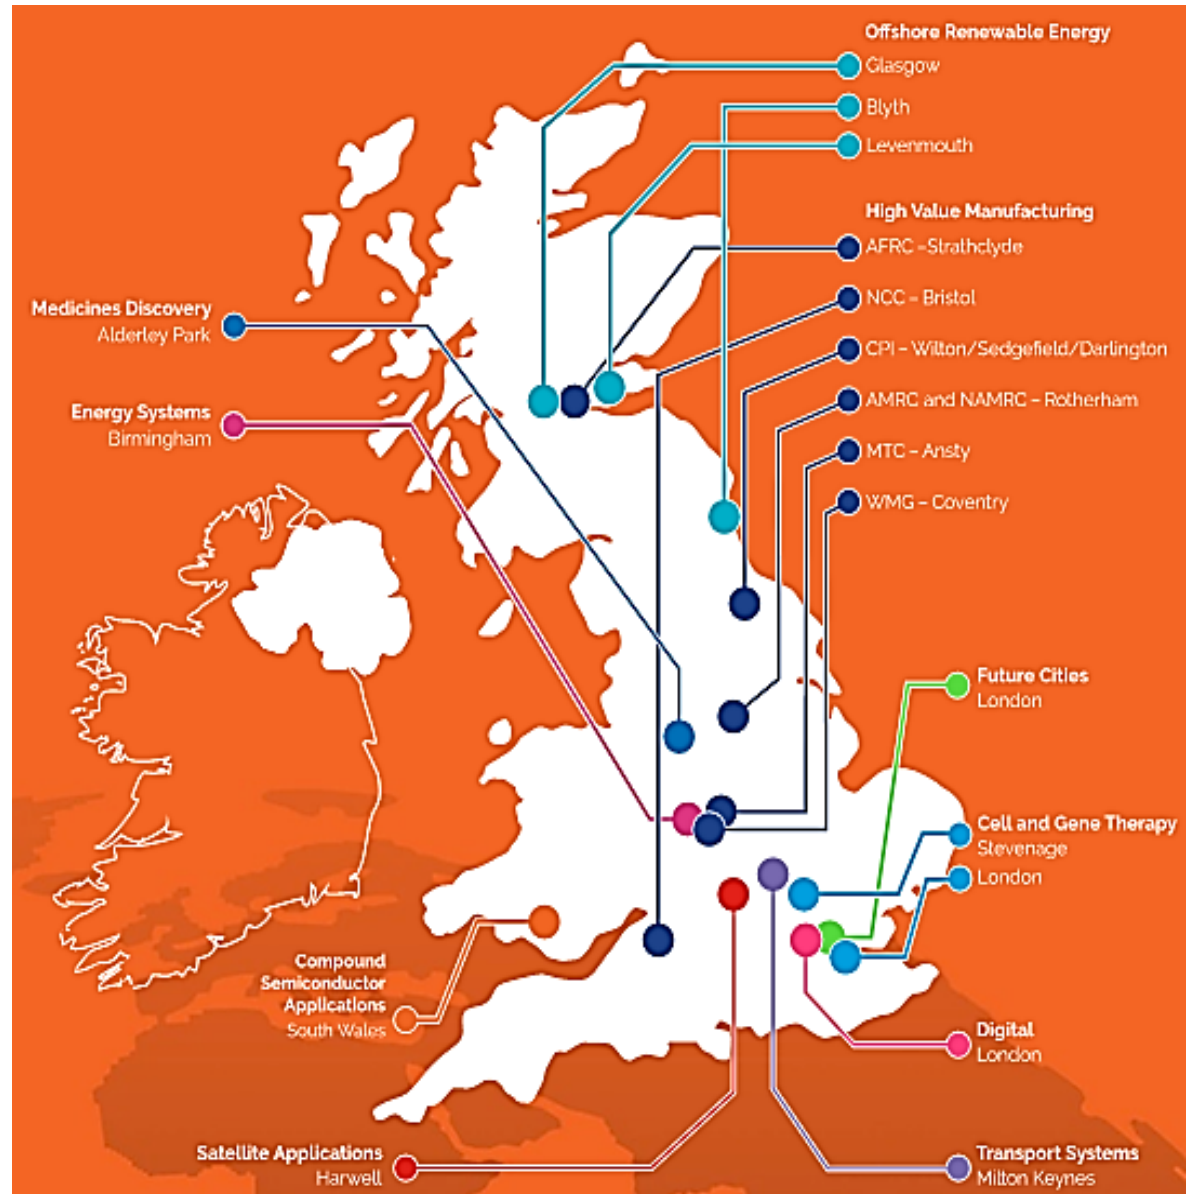 Offshore Renewable Energy
Glasgow
Blyth
Levenmouth
High Value Manufacturing
AFRC –Strathclyde
NCC – Bristol
CPI – Wilton/Sedgefield/Darlington
AMRC and NAMRC – Rotherham
MTC – Ansty
WMG – Coventry
Medicines Discovery
Alderley Park
Energy Systems
Birmingham
Future Cities
London
Cell and Gene Therapy
Stevenage
London
Compound
Semiconductor
Applications
South Wales
Digital
London
Satellite Applications
Harwell
Transport Systems
Milton Keynes